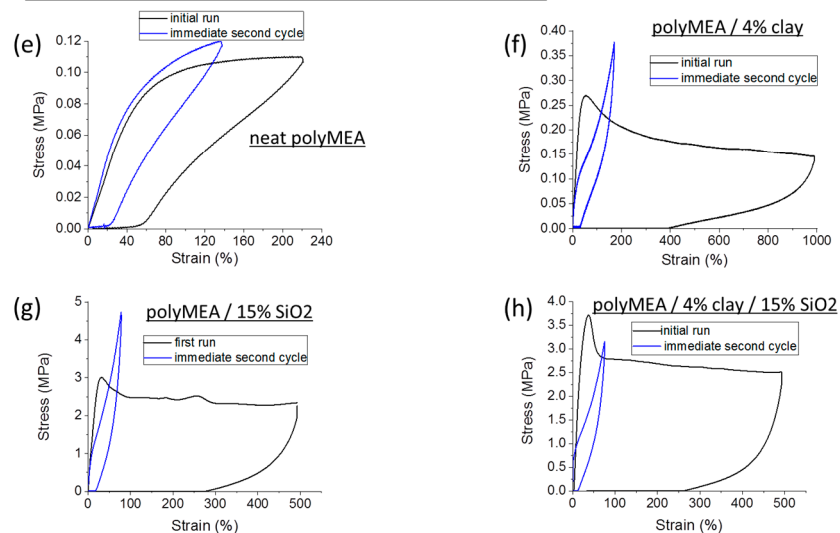 (e)
initial run
immediate second cycle
0.12
0.10
0.08
0.06
0.04
0.02
0.00
Stress (MPa)
neat polyMEA
0 40 80 120 160 200 240
Strain (%)
(f)
polyMEA / 4% clay
initial run
immediate second cycle
0.40
0.35
0.30
0.25
0.20
0.15
0.10
0.05
0.00
Stress (MPa)
0 200 400 600 800 1000
Strain (%)
(g)
polyMEA / 15% SiO2
first run
immediate second cycle
5
4
3
2
1
0
Stress (MPa)
0 100 200 300 400 500
Strain (%)
(h)
polyMEA / 4% clay / 15% SiO2
initial run
immediate second cycle
4.0
3.5
3.0
2.5
2.0
1.5
1.0
0.5
0.0
Stress (MPa)
0 100 200 300 400 500
Strain (%)